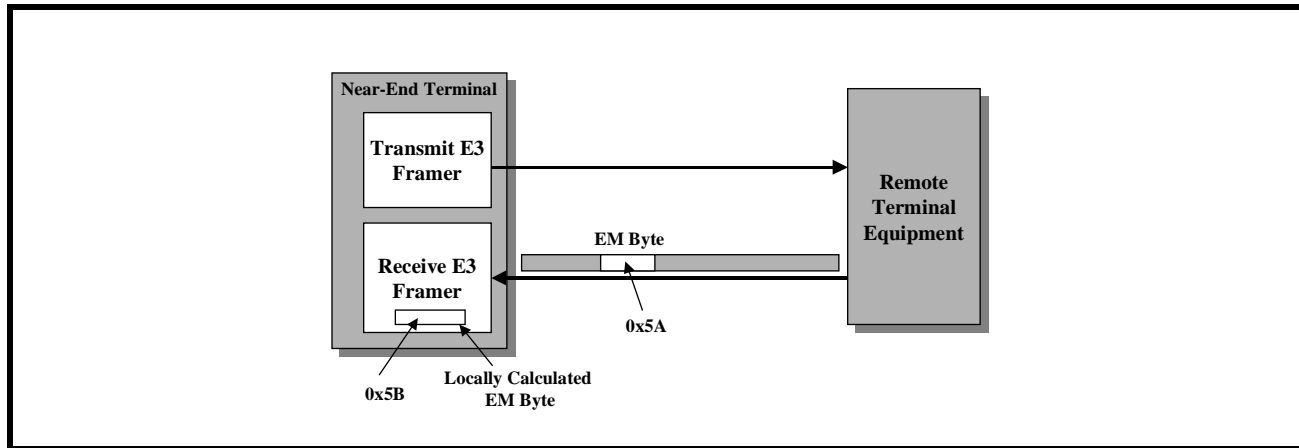 Near-End Terminal
Transmit E3
Framer
Receive E3
Framer
0x5B
Locally Calculated
EM Byte
EM Byte
0x5A
Remote
Terminal
Equipment